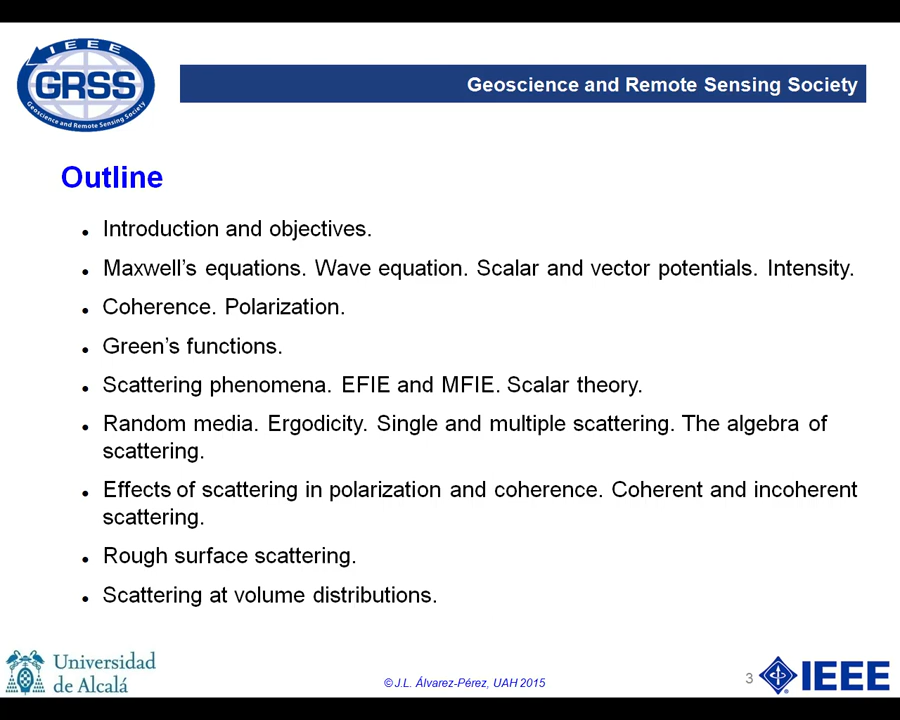 IEEE
GRSS
Geoscience and Remote Sensing Society
Geoscience and Remote Sensing Society
Outline
• Introduction and objectives.
• Maxwell’s equations. Wave equation. Scalar and vector potentials. Intensity.
• Coherence. Polarization.
• Green’s functions.
• Scattering phenomena. EFIE and MFIE. Scalar theory.
• Random media. Ergodicity. Single and multiple scattering. The algebra of
scattering.
• Effects of scattering in polarization and coherence. Coherent and incoherent
scattering.
• Rough surface scattering.
• Scattering at volume distributions.
Universidad
de Alcalá
© J.L. Álvarez-Pérez, UAH 2015
3
IEEE